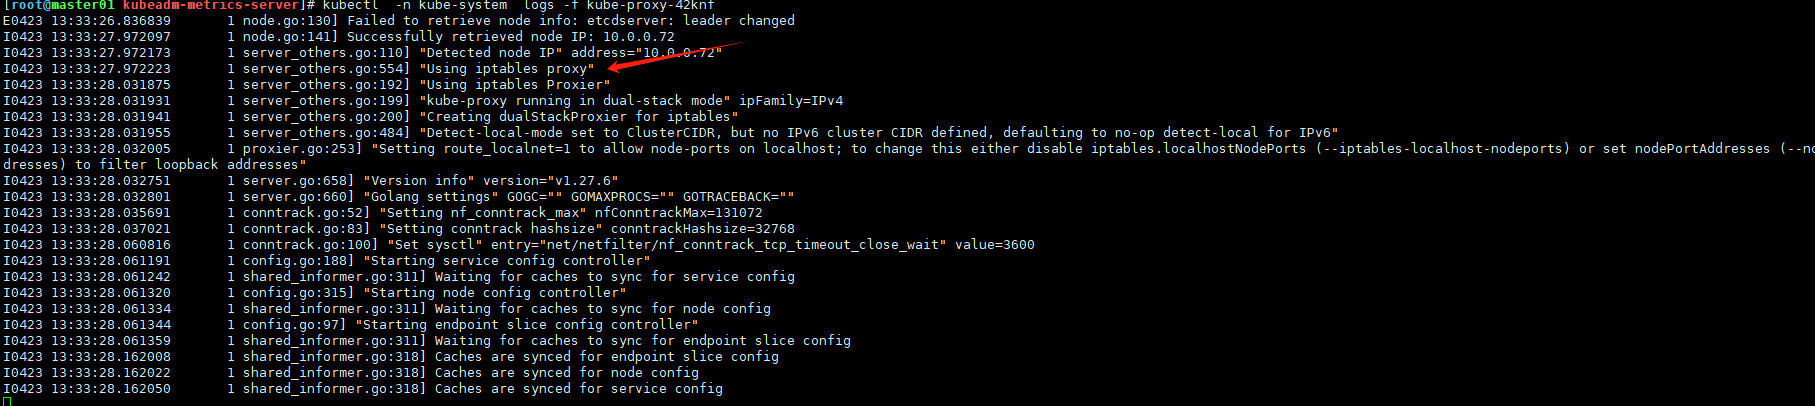 [root@master01 kubeadm-metrics-server]# kubectl  -n kube-system  logs -f kube-proxy-42knf
E0423 13:33:26.836839       1 node.go:130] Failed to retrieve node info: etcdserver: leader changed
I0423 13:33:27.972097       1 node.go:141] Successfully retrieved node IP: 10.0.0.72
I0423 13:33:27.972173       1 server_others.go:110] "Detected node IP" address="10.0.0.72"
I0423 13:33:27.972223       1 server_others.go:554] "Using iptables proxy"
I0423 13:33:28.031875       1 server_others.go:192] "Using iptables Proxier"
I0423 13:33:28.031931       1 server_others.go:199] "kube-proxy running in dual-stack mode" ipFamily=IPv4
I0423 13:33:28.031941       1 server_others.go:200] "Creating dualStackProxier for iptables"
I0423 13:33:28.031955       1 server_others.go:484] "Detect-local-mode set to ClusterCIDR, but no IPv6 cluster CIDR defined, defaulting to no-op detect-local for IPv6"
I0423 13:33:28.032005       1 proxier.go:253] "Setting route_localnet=1 to allow node-ports on localhost; to change this either disable iptables.localhostNodePorts (--iptables-localhost-nodeports) or set nodePortAddresses (--no
dresses) to filter loopback addresses"
I0423 13:33:28.032751       1 server.go:658] "Version info" version="v1.27.6"
I0423 13:33:28.032801       1 server.go:660] "Golang settings" GOGC="" GOMAXPROCS="" GOTRACEBACK=""
I0423 13:33:28.035691       1 conntrack.go:52] "Setting nf_conntrack_max" nfConntrackMax=131072
I0423 13:33:28.037021       1 conntrack.go:83] "Setting conntrack hashsize" conntrackHashsize=32768
I0423 13:33:28.060816       1 conntrack.go:100] "Set sysctl" entry="net/netfilter/nf_conntrack_tcp_timeout_close_wait" value=3600
I0423 13:33:28.061191       1 config.go:188] "Starting service config controller"
I0423 13:33:28.061242       1 shared_informer.go:311] Waiting for caches to sync for service config
I0423 13:33:28.061320       1 config.go:315] "Starting node config controller"
I0423 13:33:28.061334       1 shared_informer.go:311] Waiting for caches to sync for node config
I0423 13:33:28.061344       1 config.go:97] "Starting endpoint slice config controller"
I0423 13:33:28.061359       1 shared_informer.go:311] Waiting for caches to sync for endpoint slice config
I0423 13:33:28.162008       1 shared_informer.go:318] Caches are synced for endpoint slice config
I0423 13:33:28.162022       1 shared_informer.go:318] Caches are synced for node config
I0423 13:33:28.162050       1 shared_informer.go:318] Caches are synced for service config